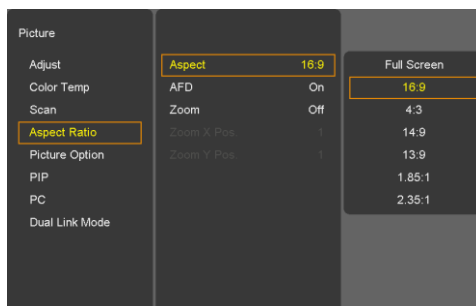 Picture
Adjust
Color Temp
Scan
Aspect Ratio
Picture Option
PIP
PC
Dual Link Mode
Aspect 16:9
AFD On
Zoom Off
Zoom X Pos. 1
Zoom Y Pos. 1
Full Screen
16:9
4:3
14:9
13:9
1.85:1
2.35:1